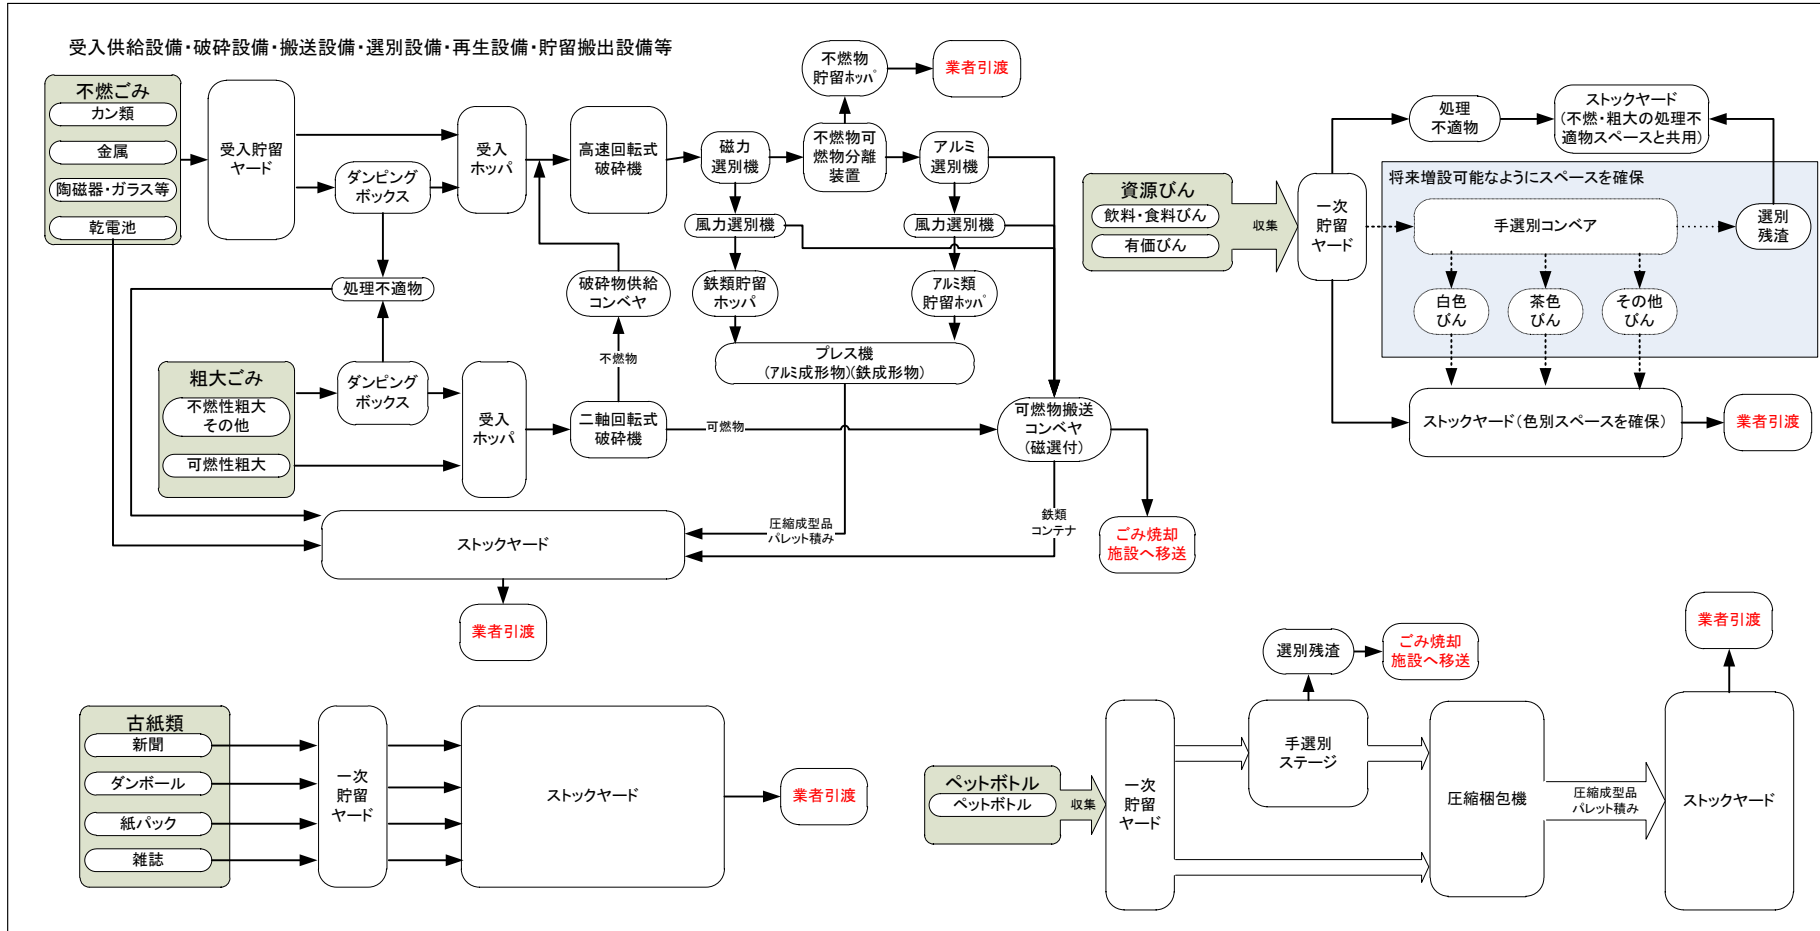 受入供給設備・破砕設備・搬送設備・選別設備・再生設備・貯留搬出設備等
不燃ごみ
カン類
金属
陶磁器・ガラス等
乾電池
受入貯留
ヤード
ダンピング
ボックス
処理不適物
受入
ホッパ
高速回転式
破砕機
破砕物供給
コンベヤ
不燃物
磁力
選別機
風力選別機
鉄類貯留
ホッパ
不燃物
貯留ホッパ
業者引渡
不燃物可
燃物分離
装置
アルミ
選別機
風力選別機
アルミ類
貯留ホッパ
プレス機
(アルミ成形物)(鉄成形物)
粗大ごみ
不燃性粗大
その他
可燃性粗大
ダンピング
ボックス
受入
ホッパ
二軸回転式
破砕機
可燃物
可燃物搬送
コンベヤ
(磁選付)
ごみ焼却
施設へ移送
鉄類
コンテナ
圧縮成型品
パレット積み
ストックヤード
業者引渡
資源びん
飲料・食料びん
有価びん
収集
一次
貯留
ヤード
処理
不適物
ストックヤード
(不燃・粗大の処理不
適物スペースと共用)
将来増設可能なようにスペースを確保
手選別コンベア
選別
残渣
白色
びん
茶色
びん
その他
びん
ストックヤード(色別スペースを確保)
業者引渡
古紙類
新聞
ダンボール
紙パック
雑誌
一次
貯留
ヤード
ストックヤード
業者引渡
ペットボトル
ペットボトル
収集
一次
貯留
ヤード
手選別
ステージ
選別残渣
ごみ焼却
施設へ移送
圧縮梱包機
圧縮成型品
パレット積み
ストックヤード
業者引渡